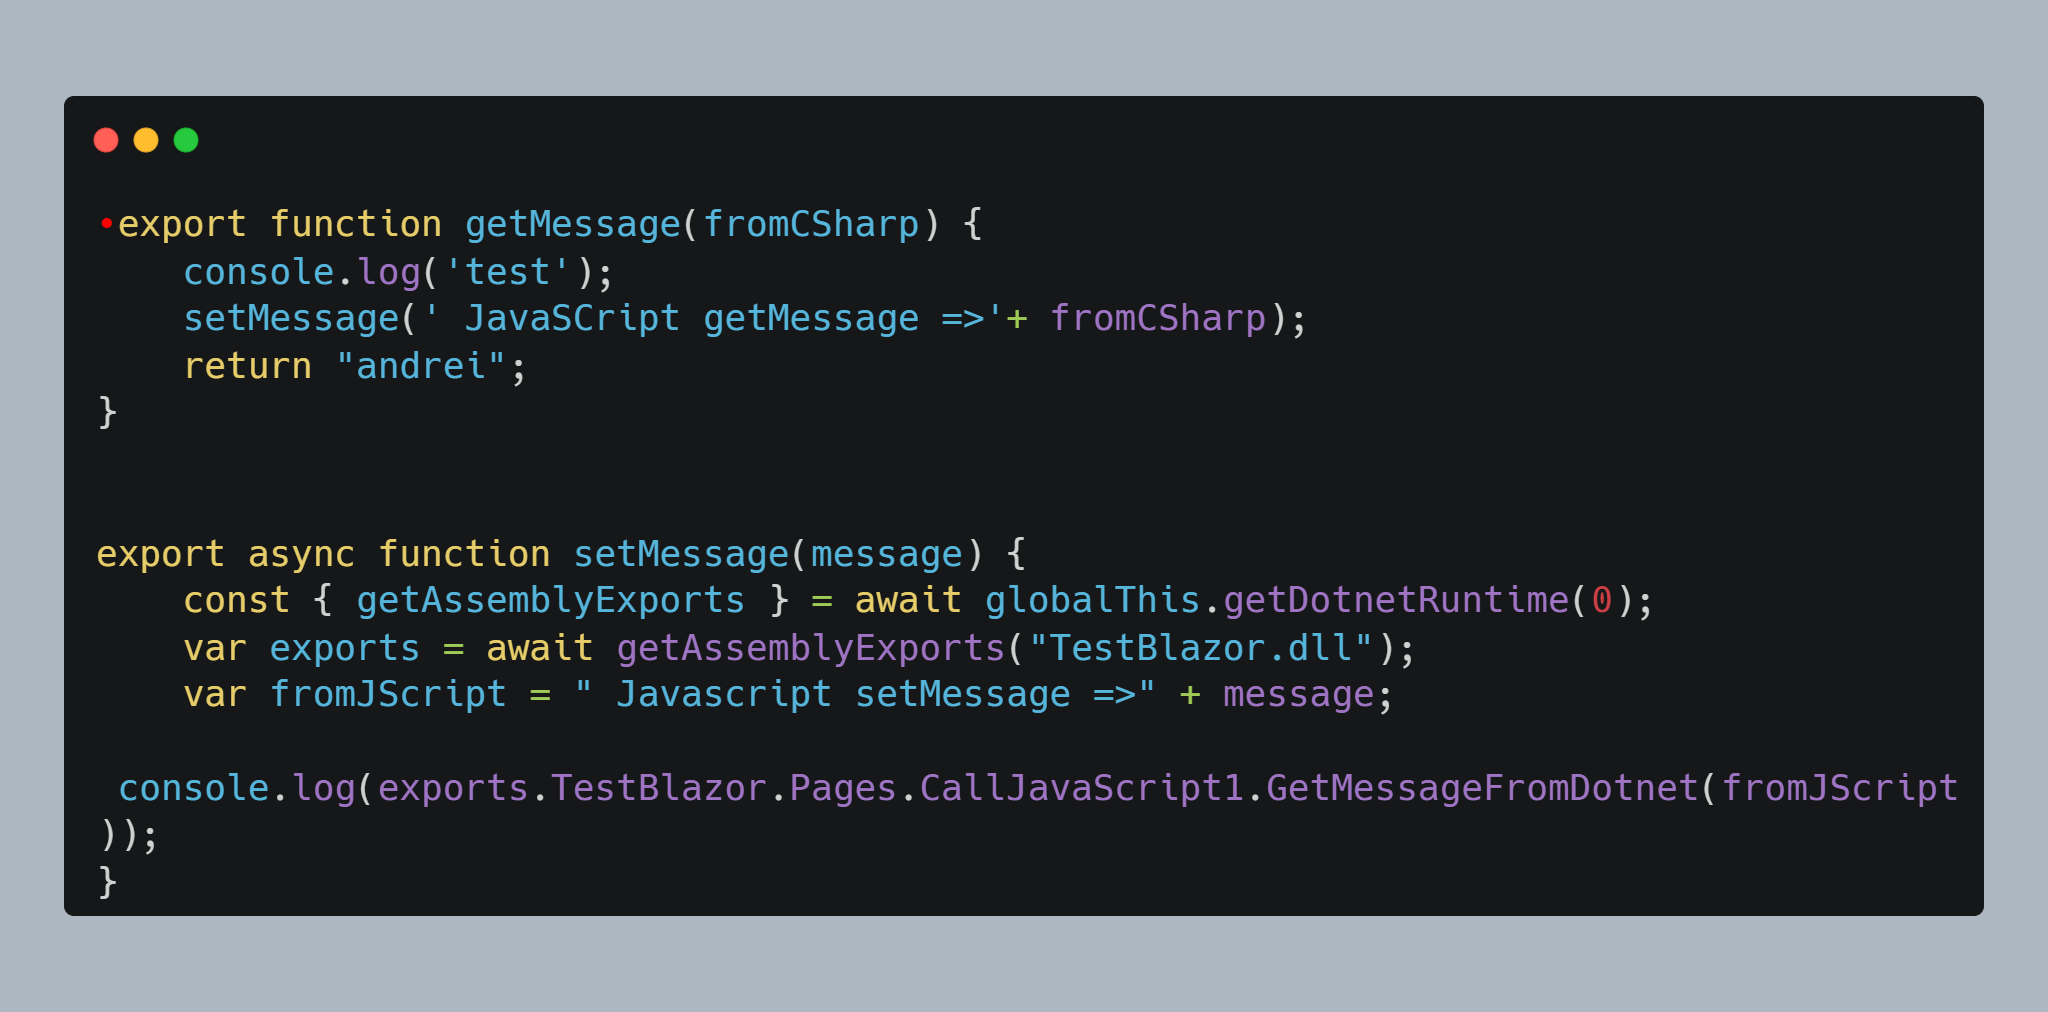 •export function getMessage(fromCSharp) {
    console.log('test');
    setMessage(' JavaSCript getMessage =>'+ fromCSharp);
    return "andrei";
}
export async function setMessage(message) {
    const { getAssemblyExports } = await globalThis.getDotnetRuntime(0);
    var exports = await getAssemblyExports("TestBlazor.dll");
    var fromJScript = " Javascript setMessage =>" + message;
 console.log(exports.TestBlazor.Pages.CallJavaScript1.GetMessageFromDotnet(fromJScript
));
}